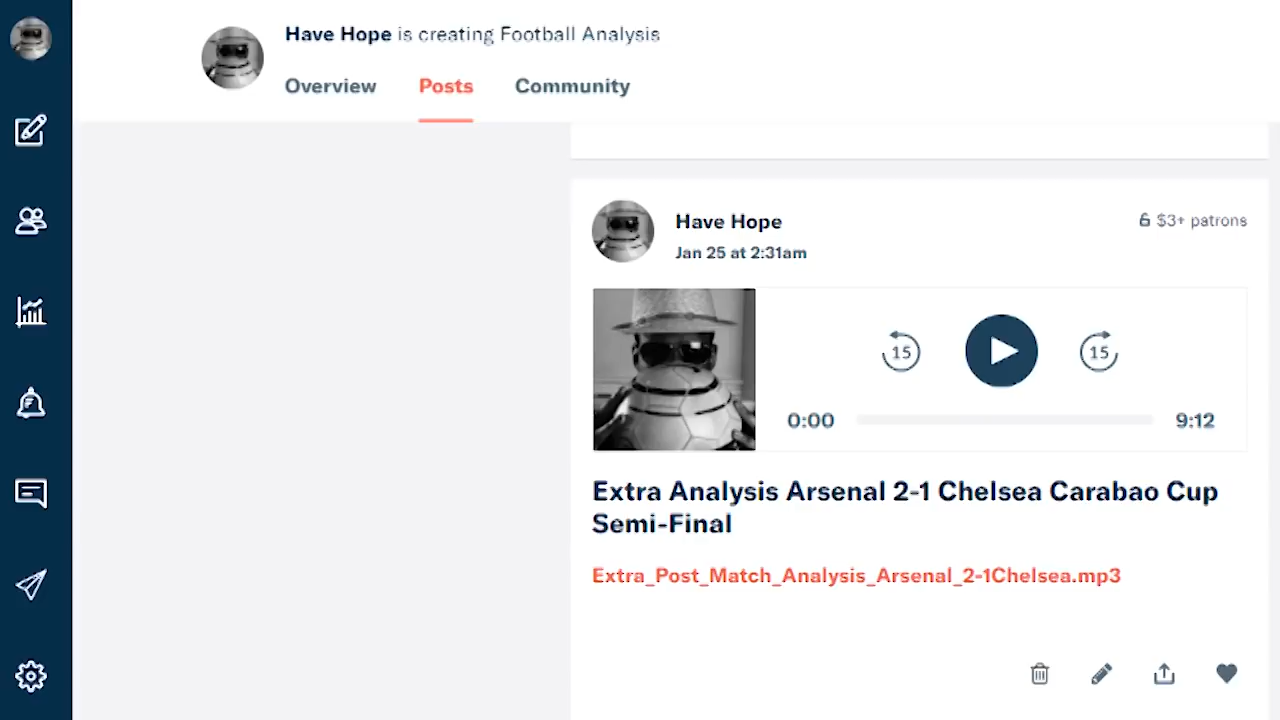 Have Hope is creating Football Analysis
Overview Posts Community
Have Hope
$3+ patrons
Jan 25 at 2:31am
15
15
0:00
9:12
Extra Analysis Arsenal 2-1 Chelsea Carabao Cup
Semi-Final
Extra_Post_Match_Analysis_Arsenal_2-1Chelsea.mp3